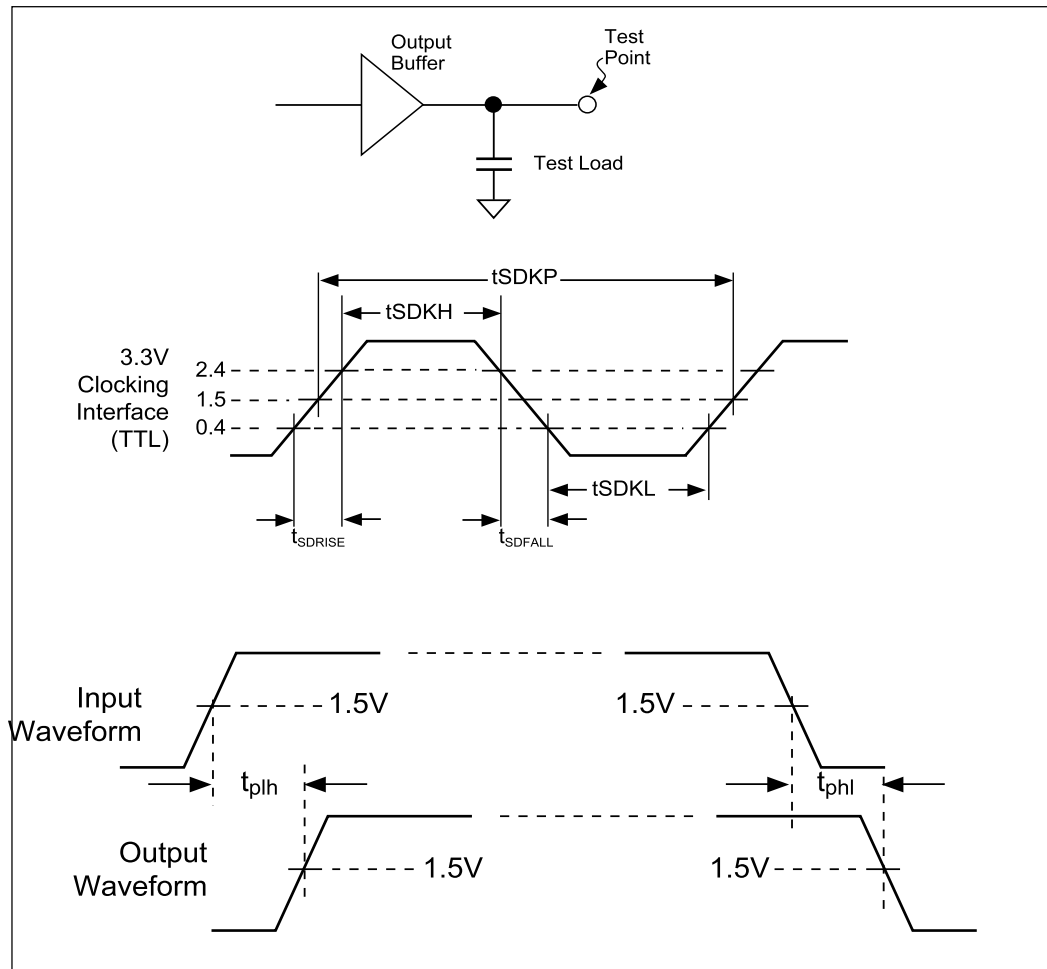 Output
Buffer
Test
Point
Test Load
tSDKP
tSDKH
3.3V
Clocking
Interface
(TTL)
2.4
1.5
0.4
tSDKL
tSDRISE
tSDFALL
Input
Waveform
1.5V
1.5V
tplh
tphl
Output
Waveform
1.5V
1.5V